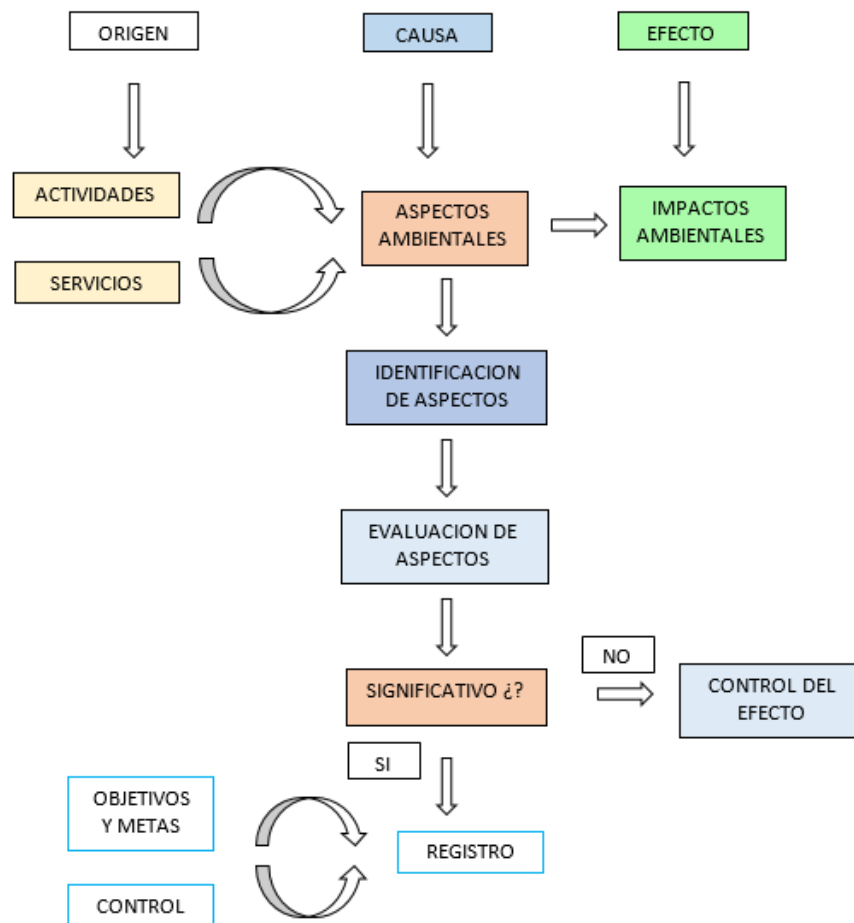 ORIGEN
CAUSA
EFECTO
ACTIVIDADES
SERVICIOS
ASPECTOS
AMBIENTALES
IMPACTOS
AMBIENTALES
IDENTIFICACION
DE ASPECTOS
EVALUACION DE
ASPECTOS
SIGNIFICATIVO ¿?
NO
CONTROL DEL
EFECTO
SI
OBJETIVOS
Y METAS
REGISTRO
CONTROL